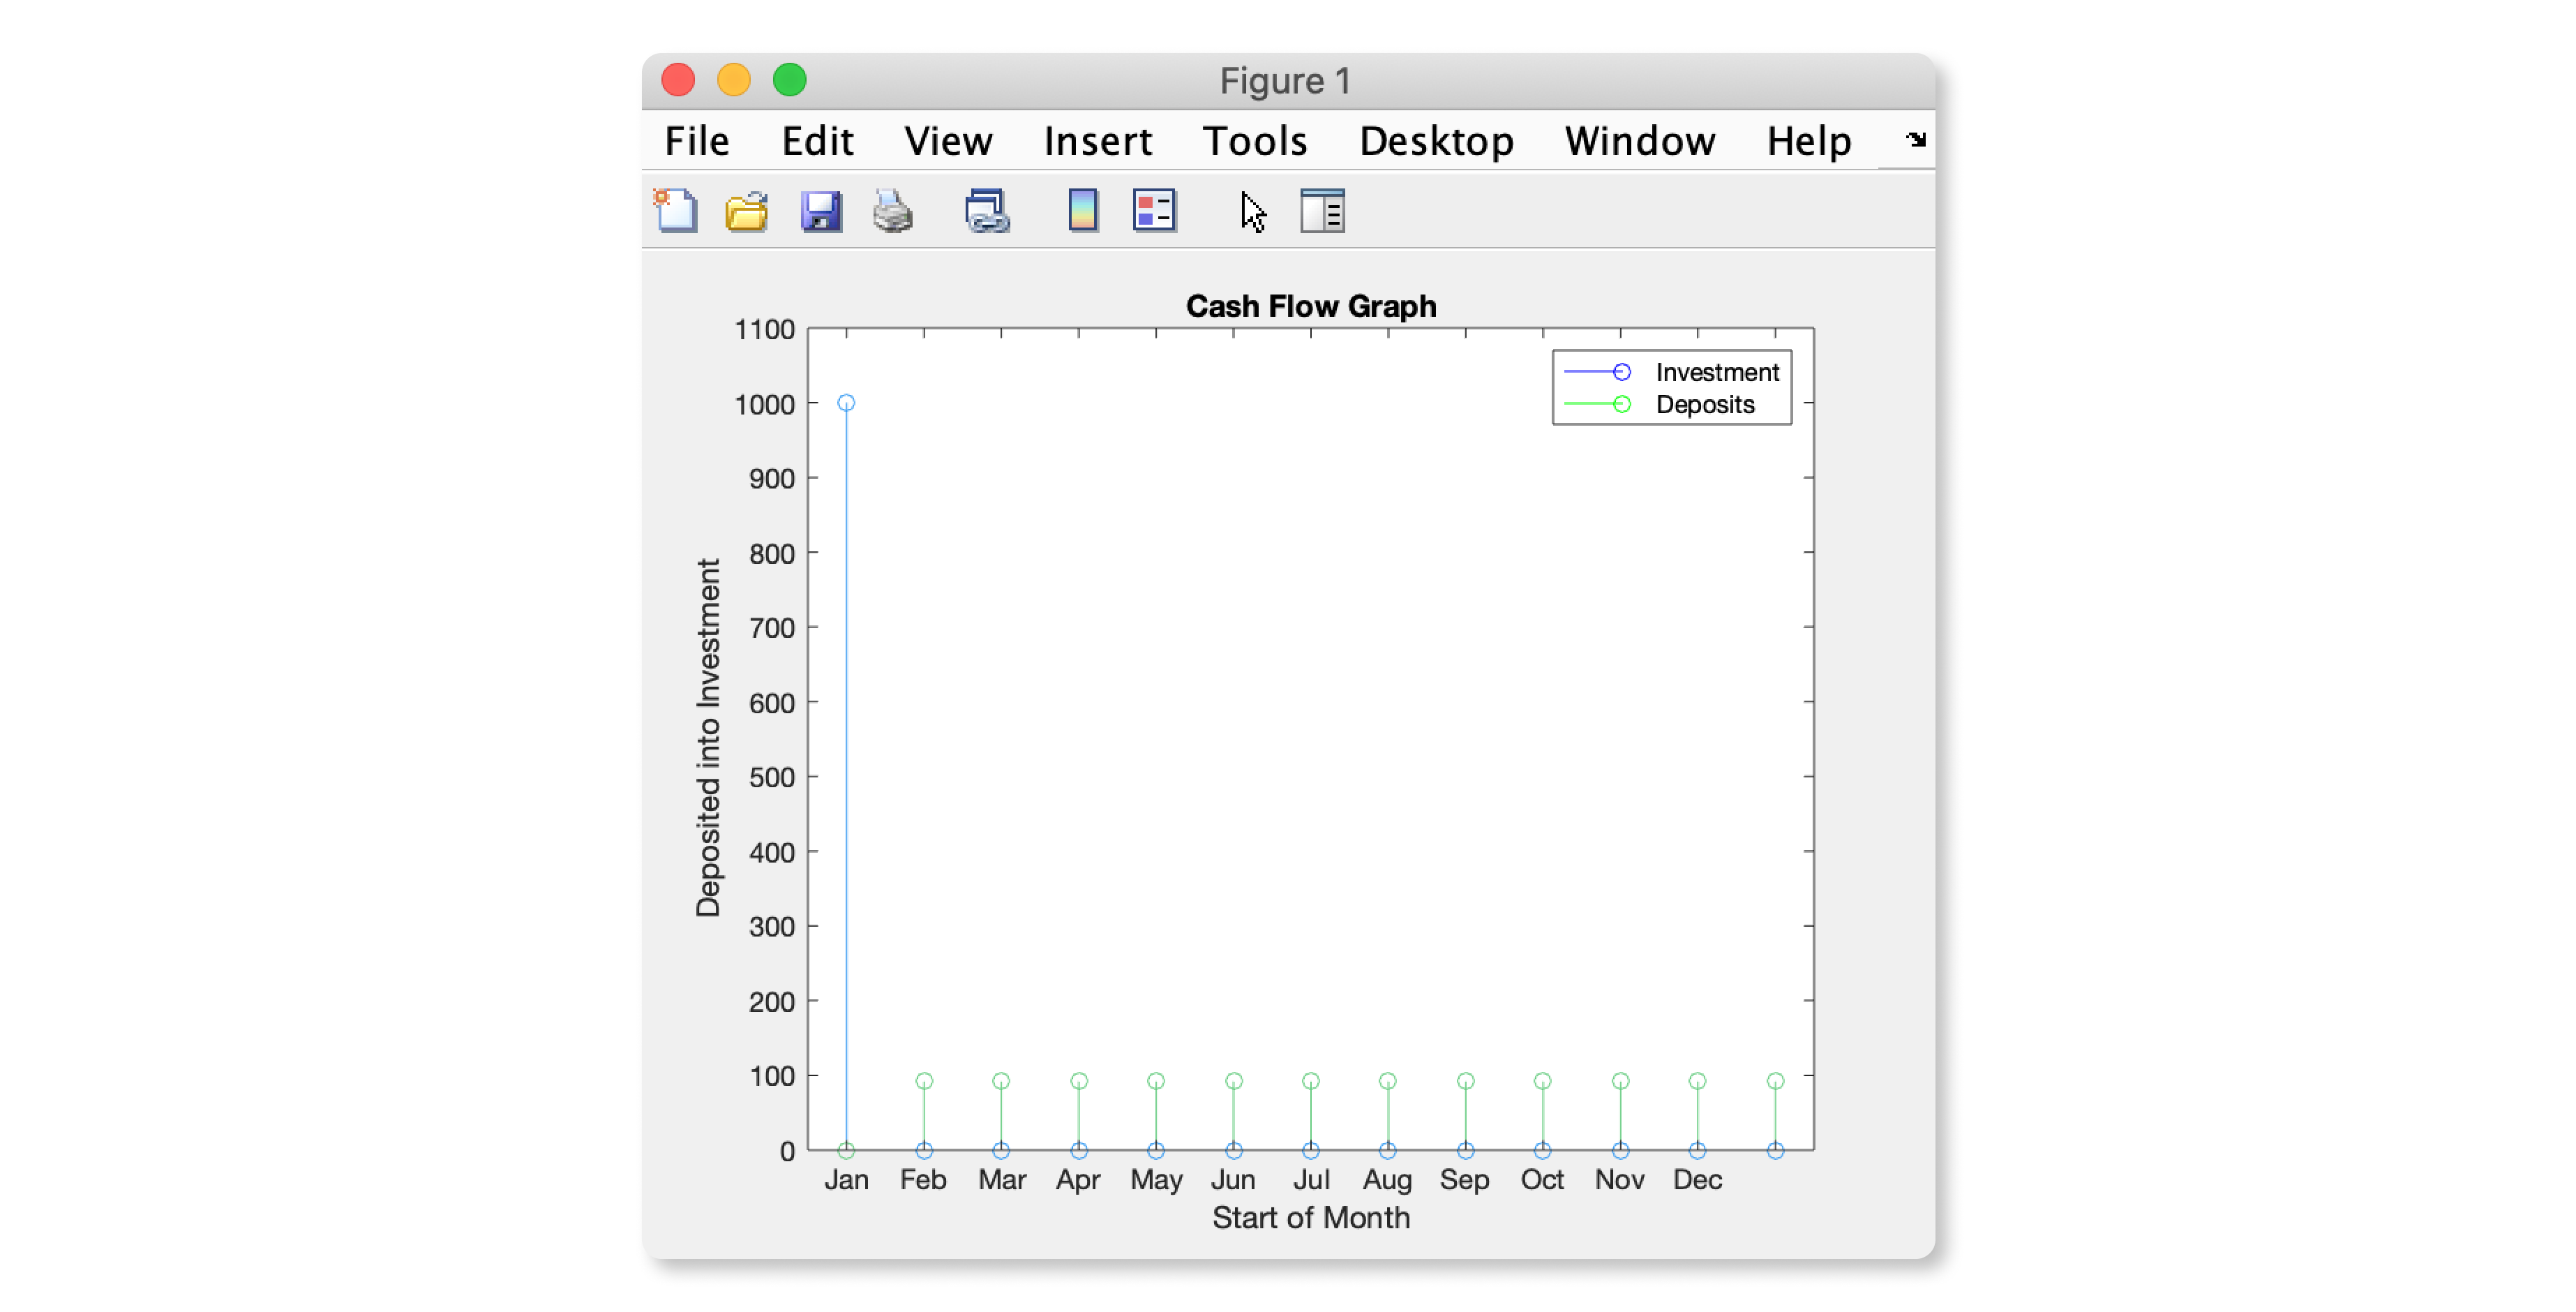 Figure 1
File Edit View Insert Tools Desktop Window Help
Cash Flow Graph
Investment
Deposits
1100
1000
900
800
700
600
500
400
300
200
100
0
Deposited into Investment
Jan Feb Mar Apr May Jun Jul Aug Sep Oct Nov Dec
Start of Month